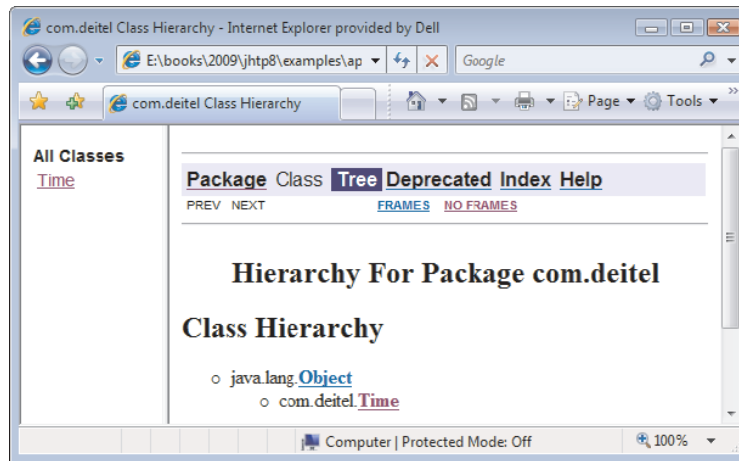 com.deitel Class Hierarchy - Internet Explorer provided by Dell
E:\books\2009\jhtp8\examples\ap
Google
com.deitel Class Hierarchy
Page
Tools
»
All Classes
Time
Package Class Tree Deprecated Index Help
PREV NEXT FRAMES NO FRAMES
Hierarchy For Package com.deitel
Class Hierarchy
java.lang.Object
com.deitel.Time
Computer | Protected Mode: Off
100%